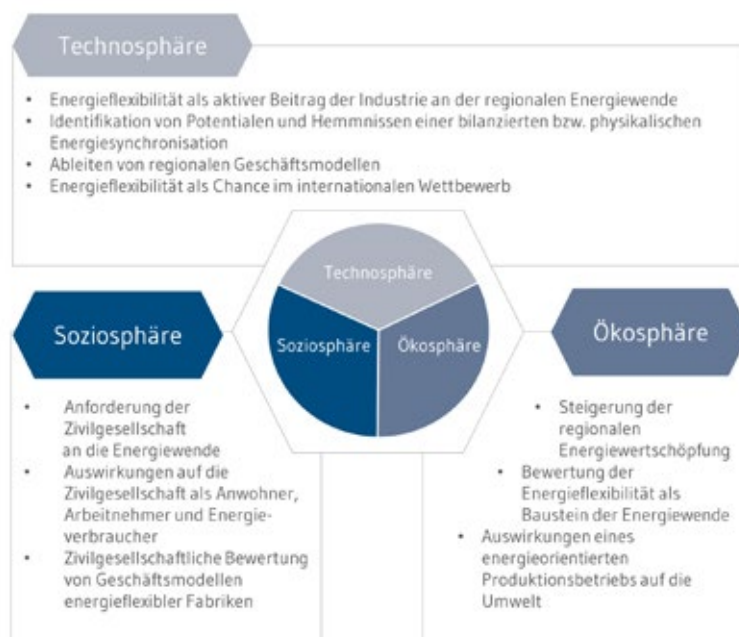 Technosphäre
• Energieflexibilität als aktiver Beitrag der Industrie an der regionalen Energiewende
• Identifikation von Potentialen und Hemmnissen einer bilanzierten bzw. physikalischen
Energiesynchronisation
• Ableiten von regionalen Geschäftsmodellen
• Energieflexibilität als Chance im internationalen Wettbewerb
Technosphäre
Soziosphäre
Ökosphäre
Soziosphäre
• Anforderung der
Zivilgesellschaft
an die Energiewende
• Auswirkungen auf die
Zivilgesellschaft als Anwohner,
Arbeitnehmer und Energie-
verbraucher
• Zivilgesellschaftliche Bewertung
von Geschäftsmodellen
energieflexibler Fabriken
Ökosphäre
• Steigerung der
regionalen
Energiewertschöpfung
• Bewertung der
Energieflexibilität als
Baustein der Energiewende
• Auswirkungen eines
energieorientierten
Produktionsbetriebs auf die
Umwelt